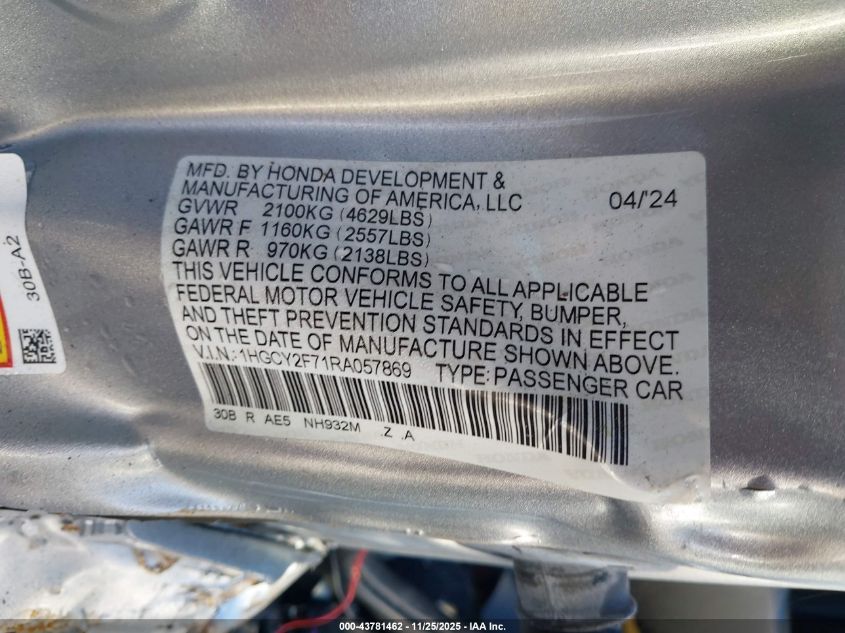 MFD. BY HONDA DEVELOPMENT &
MANUFACTURING OF AMERICA, LLC 04/'24
GVWR 2100KG (4629LBS)
GAWR F 1160KG (2557LBS)
GAWR R 970KG (2138LBS)
THIS VEHICLE CONFORMS TO ALL APPLICABLE
FEDERAL MOTOR VEHICLE SAFETY, BUMPER,
AND THEFT PREVENTION STANDARDS IN EFFECT
ON THE DATE OF MANUFACTURE SHOWN ABOVE.
V.I.N.: 1HGCY2F71RA057869 TYPE: PASSENGER CAR
30B R AE5 NH932M .Z .A
30B-A2
000-43781462 - 11/25/2025 - IAA Inc.